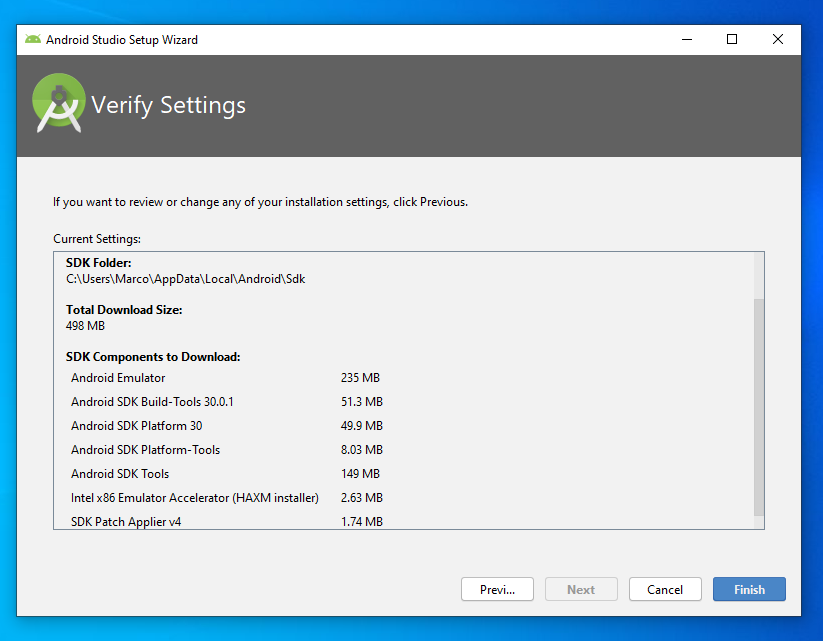 Android Studio Setup Wizard
Verify Settings
If you want to review or change any of your installation settings, click Previous.
Current Settings:
SDK Folder:
C:\Users\Marco\AppData\Local\Android\Sdk
Total Download Size:
498 MB
SDK Components to Download:
Android Emulator 235 MB
Android SDK Build-Tools 30.0.1 51.3 MB
Android SDK Platform 30 49.9 MB
Android SDK Platform-Tools 8.03 MB
Android SDK Tools 149 MB
Intel x86 Emulator Accelerator (HAXM installer) 2.63 MB
SDK Patch Applier v4 1.74 MB
Previ... Next Cancel Finish